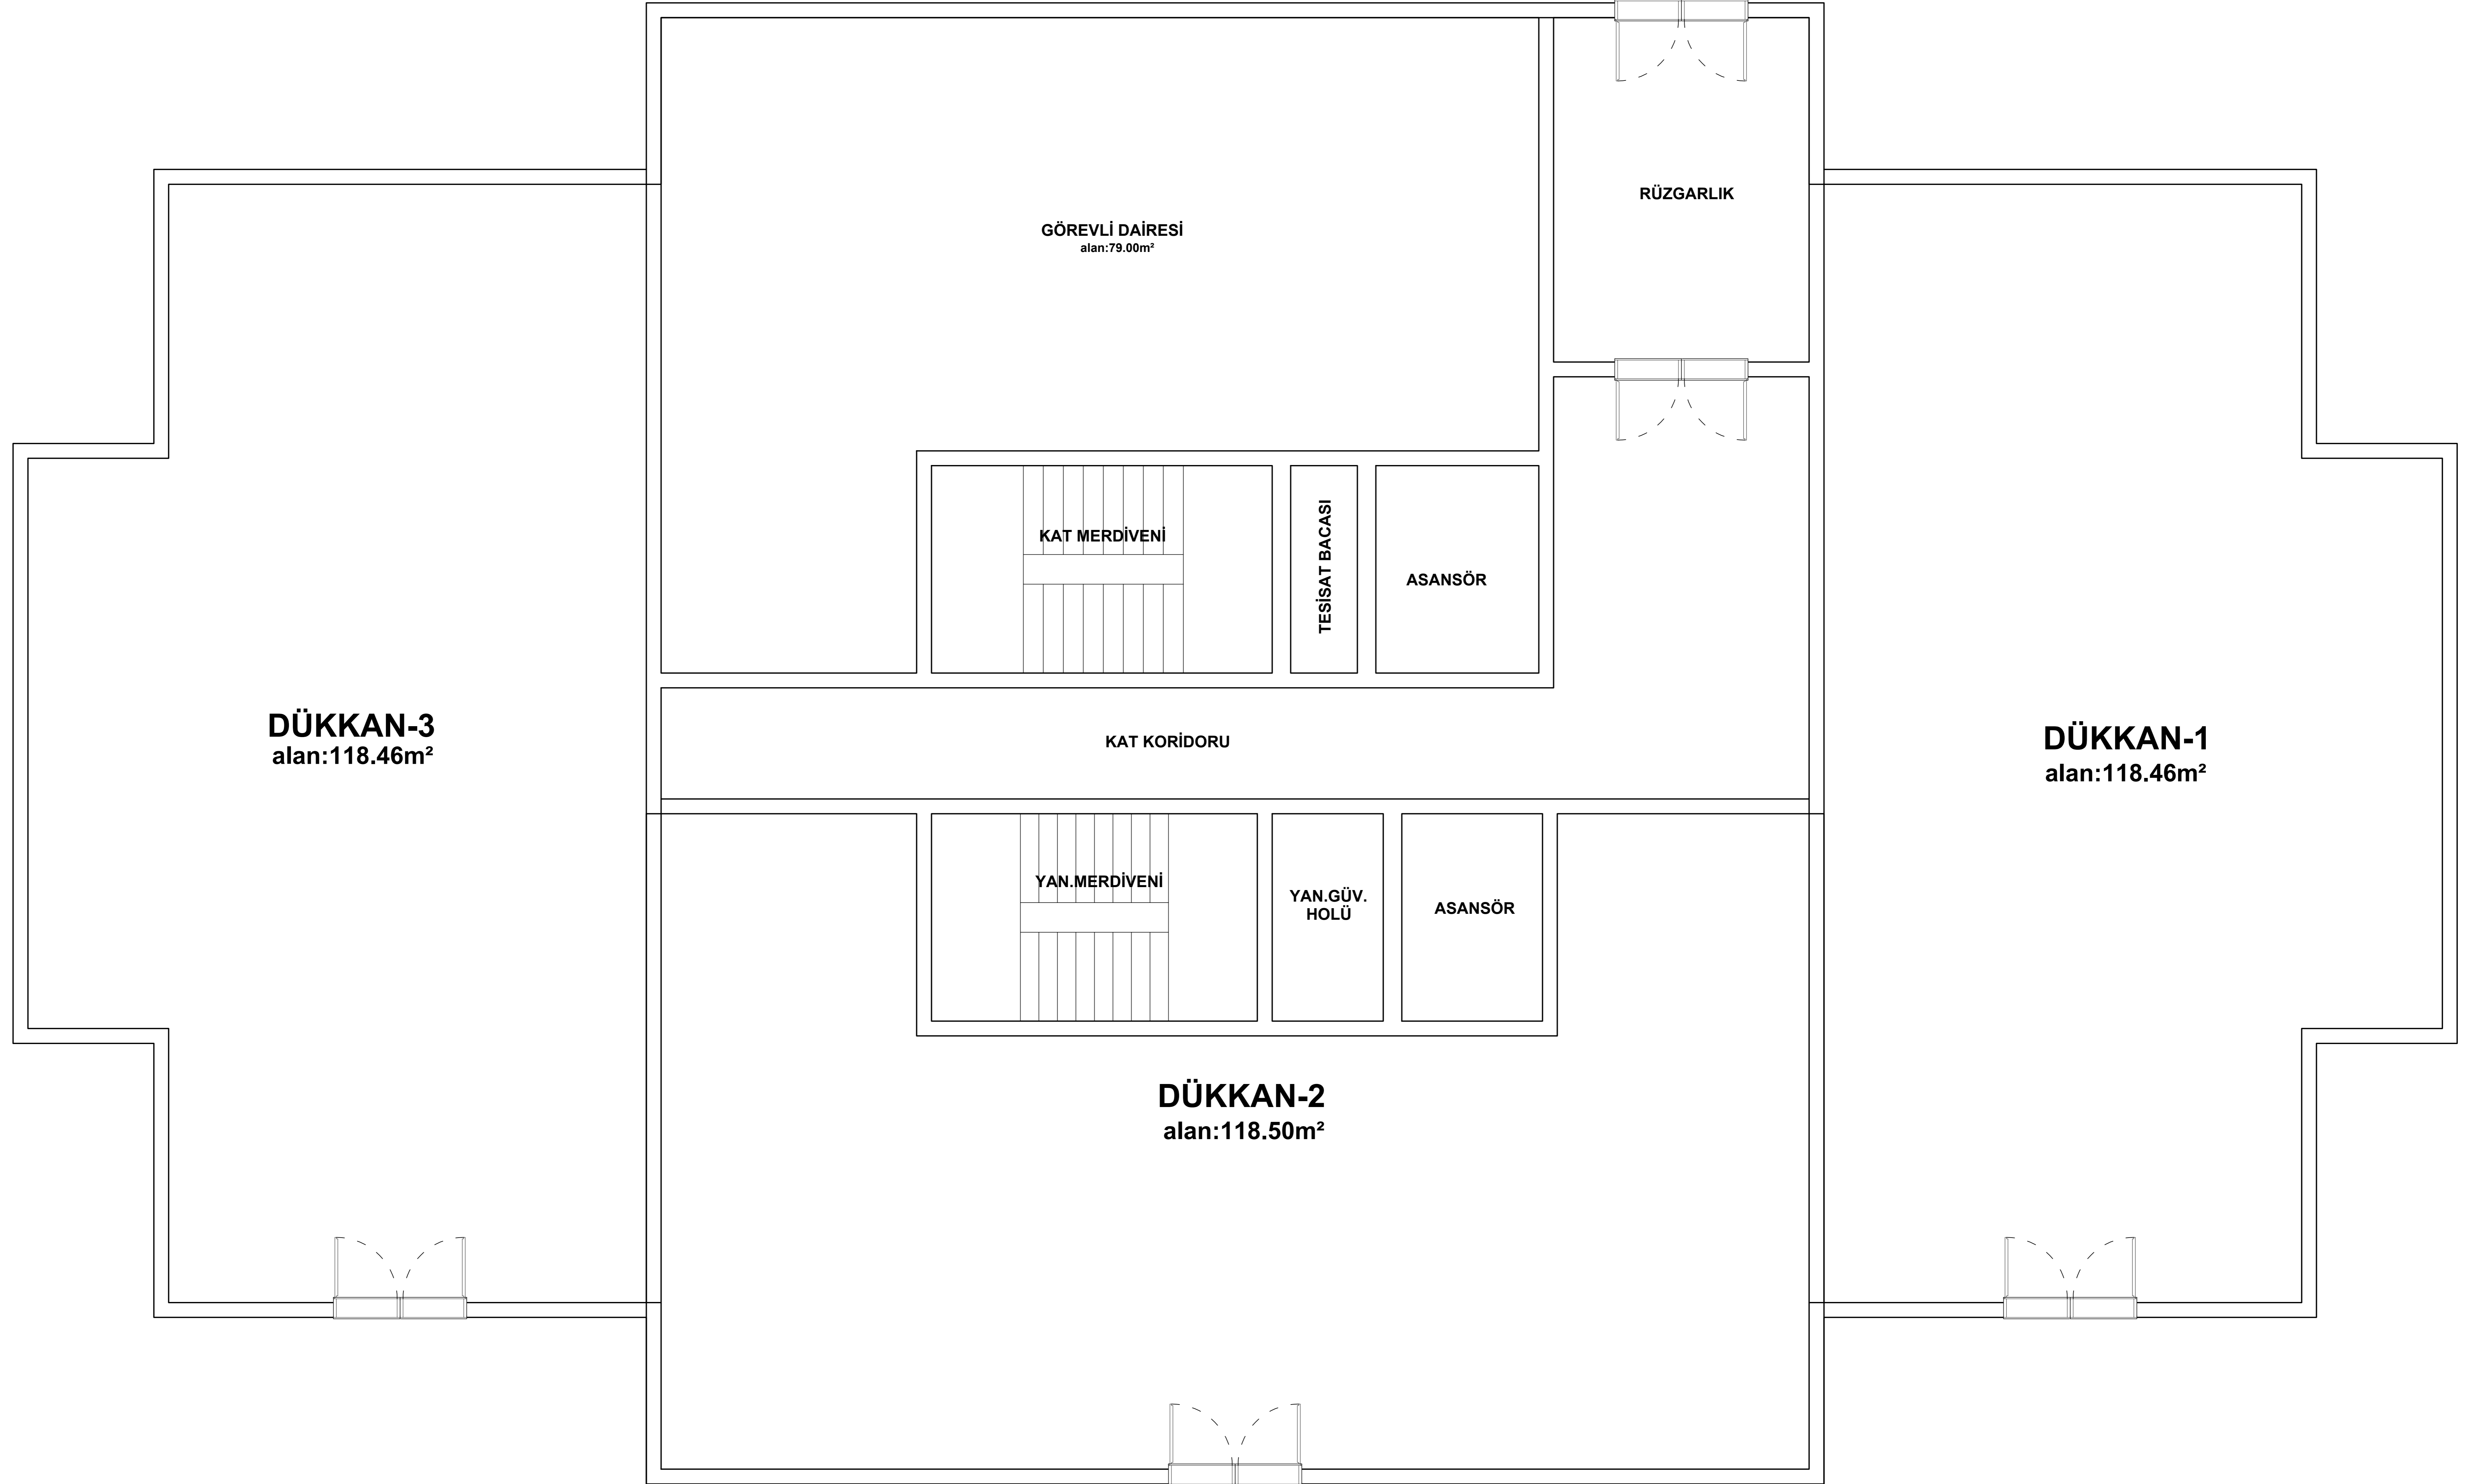 RÜZGARLIK
GÖREVLİ DAİRESİ
alan:79.00m²
KAT MERDİVENİ
TESİSAT BACASI
ASANSÖR
DÜKKAN-3
alan:118.46m²
KAT KORİDORU
DÜKKAN-1
alan:118.46m²
YAN.MERDİVENİ
YAN.GÜV.
HOLÜ
ASANSÖR
DÜKKAN-2
alan:118.50m²